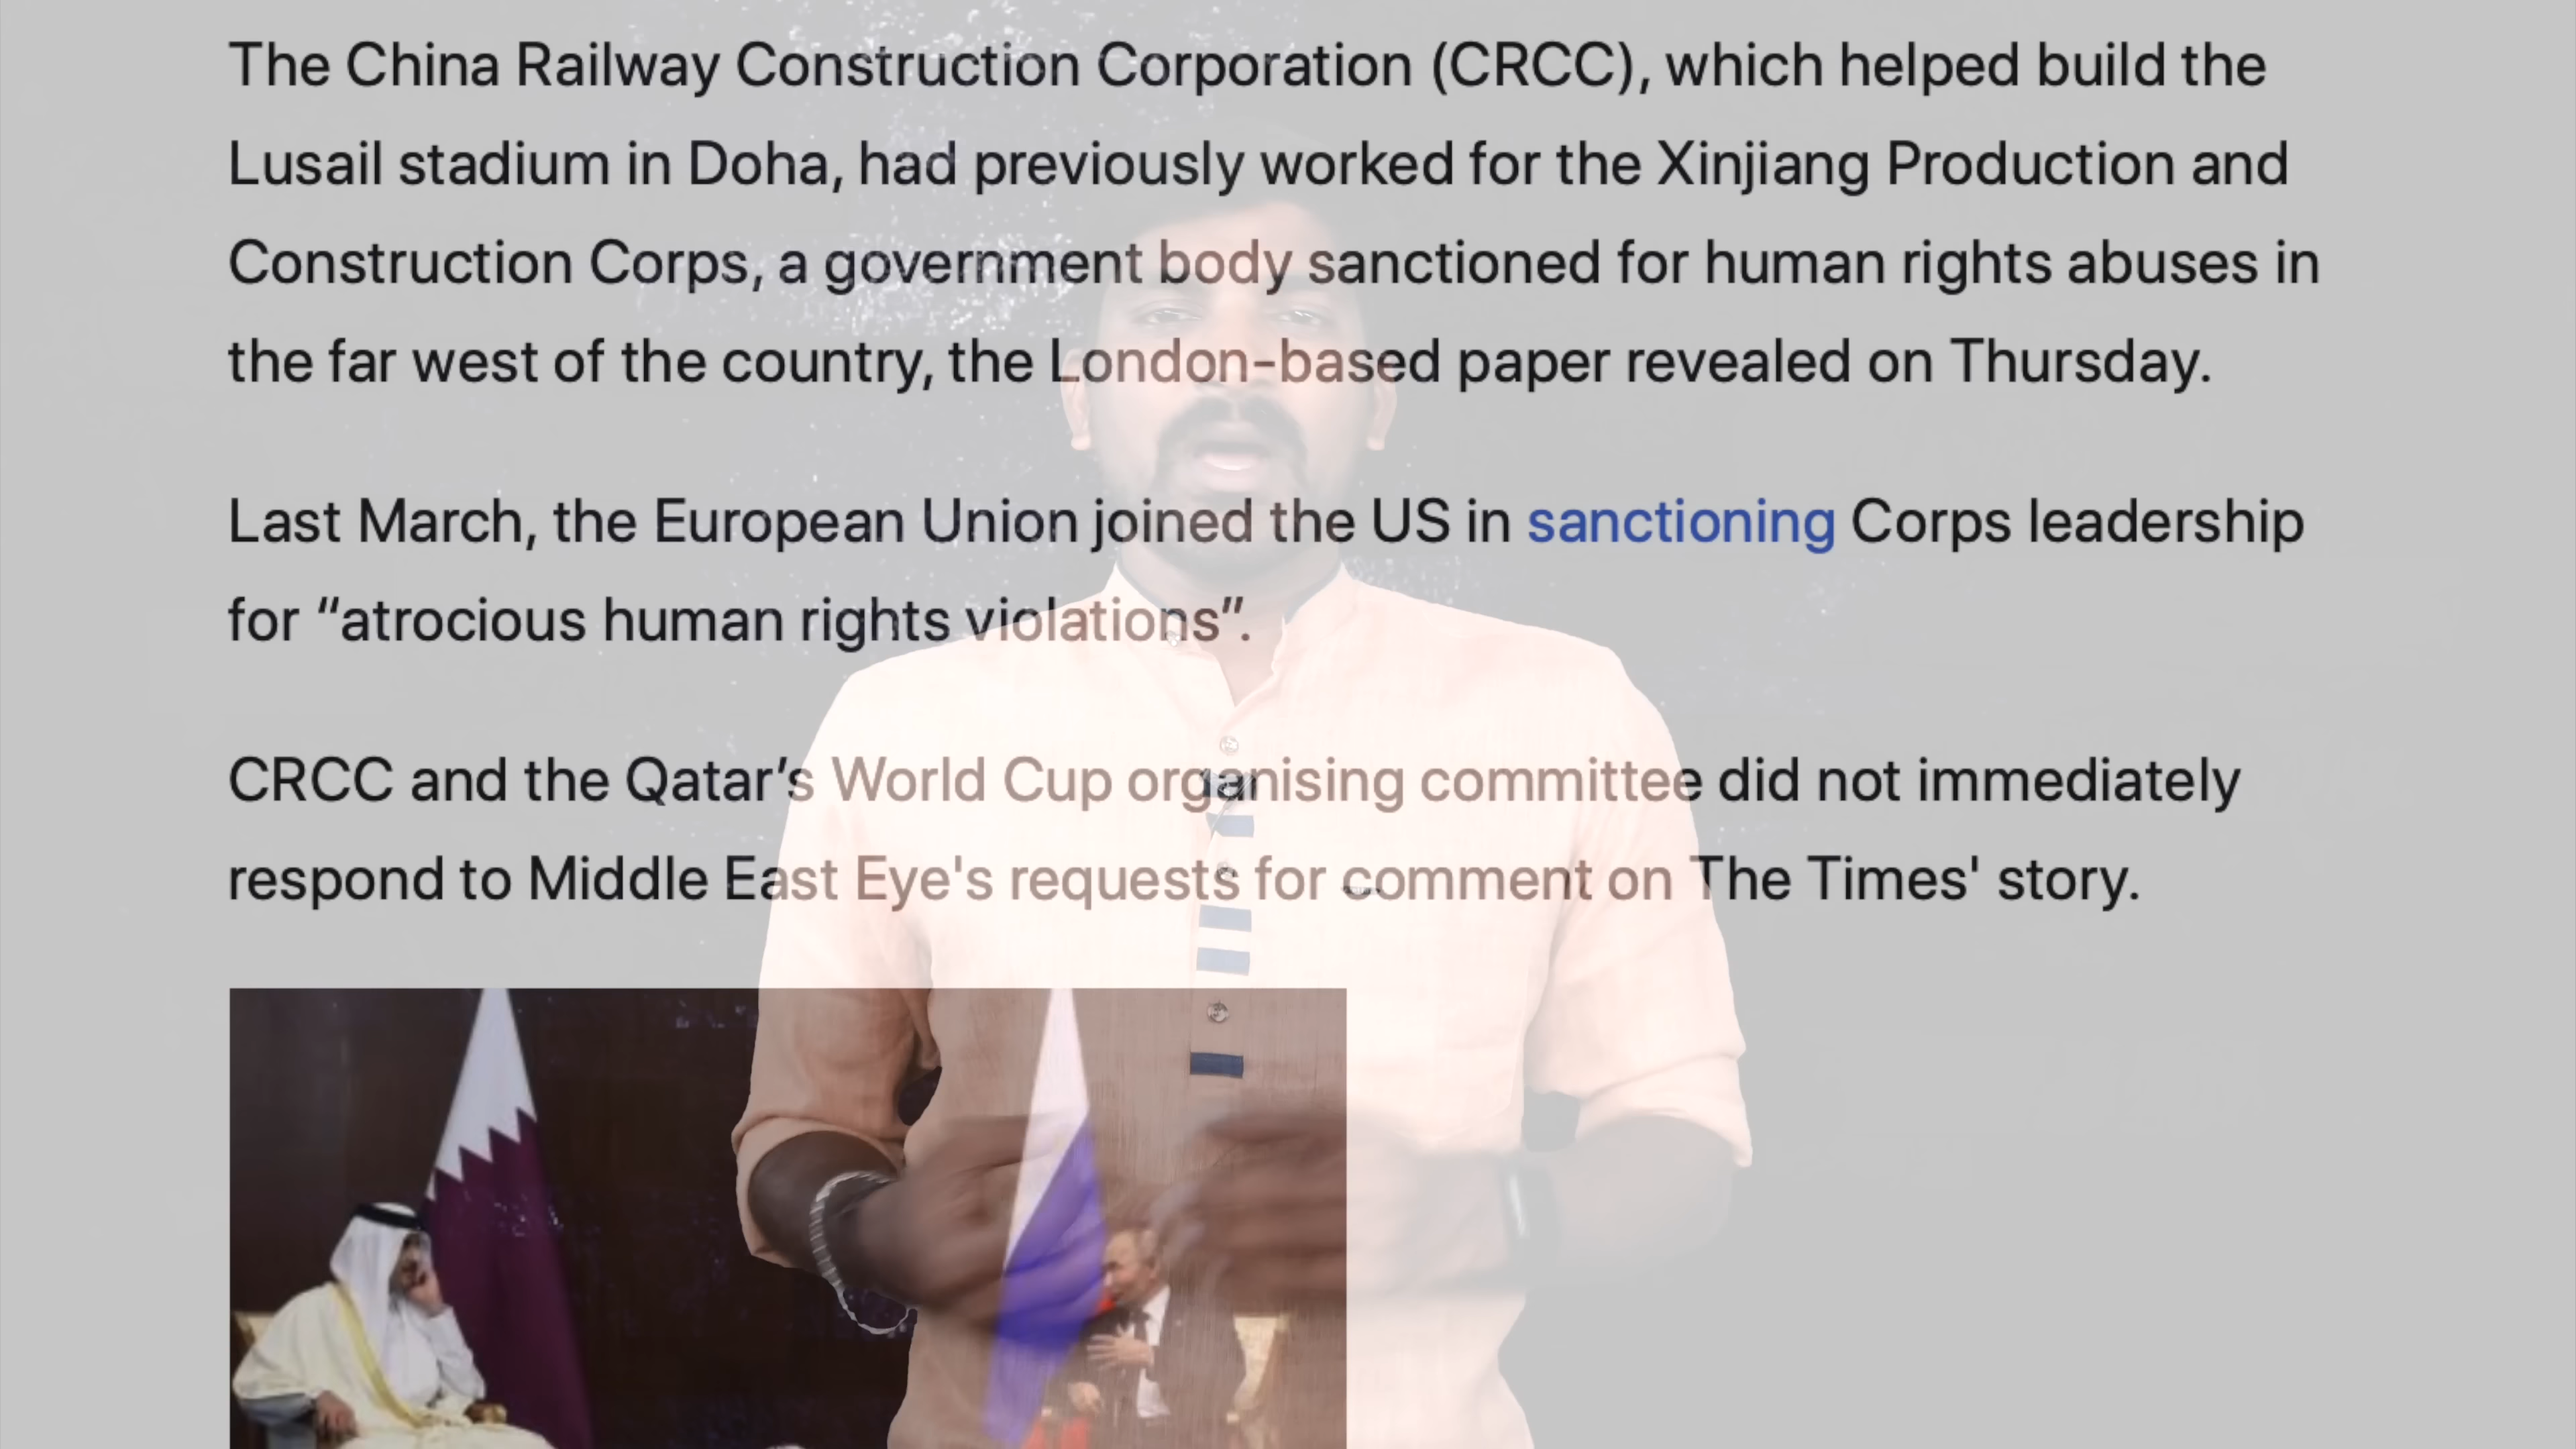 The China Railway Construction Corporation (CRCC), which helped build the
Lusail stadium in Doha, had previously worked for the Xinjiang Production and
Construction Corps, a government body sanctioned for human rights abuses in
the far west of the country, the London-based paper revealed on Thursday.
Last March, the European Union joined the US in sanctioning Corps leadership
for “atrocious human rights violations”.
CRCC and the Qatar’s World Cup organising committee did not immediately
respond to Middle East Eye's requests for comment on The Times' story.